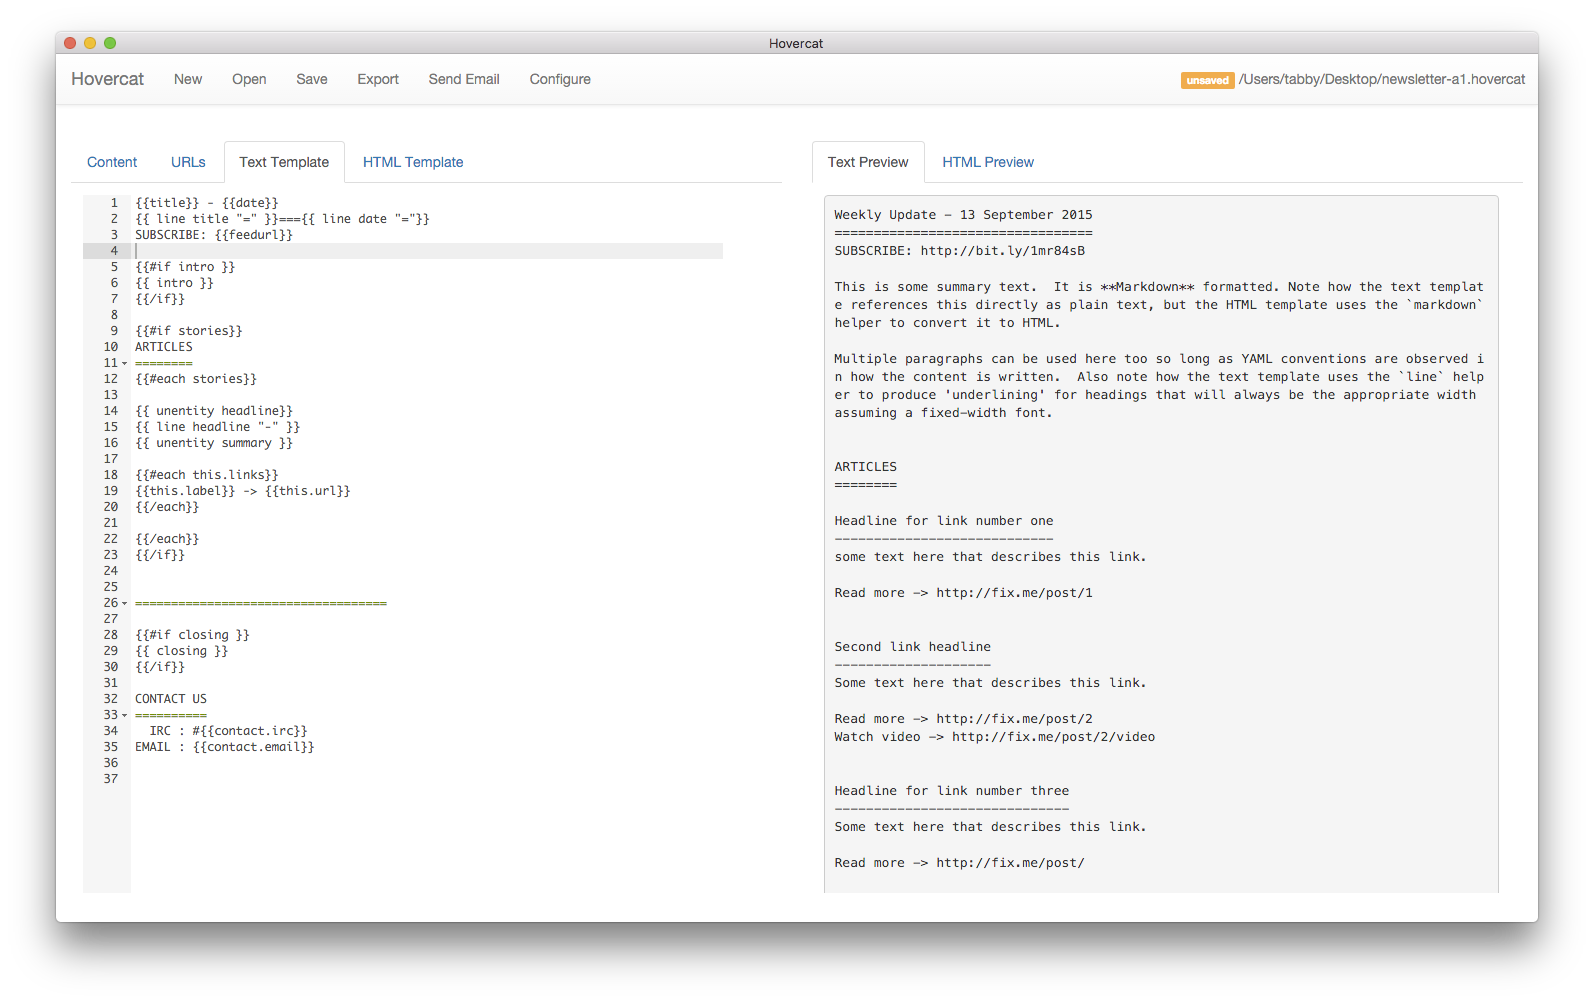 Hovercat
Hovercat New Open Save Export Send Email Configure unsaved /Users/tabby/Desktop/newsletter-a1.hovercat
Content URLs Text Template HTML Template
1 {{title}} - {{date}}
2 {{ line title "=" }}==={{ line date "="}}
3 SUBSCRIBE: {{feedurl}}
4
5 {{#if intro }}
6 {{ intro }}
7 {{/if}}
8
9 {{#if stories}}
10 ARTICLES
11 ========
12 {{#each stories}}
13
14 {{ unentity headline}}
15 {{ line headline "-" }}
16 {{ unentity summary }}
17
18 {{#each this.links}}
19 {{this.label}} -> {{this.url}}
20 {{/each}}
21
22 {{/each}}
23 {{/if}}
24
25
26 ===================================
27
28 {{#if closing }}
29 {{ closing }}
30 {{/if}}
31
32 CONTACT US
33 ==========
34   IRC : #{{contact.irc}}
35 EMAIL : {{contact.email}}
36
37
Text Preview HTML Preview
Weekly Update - 13 September 2015
=================================
SUBSCRIBE: http://bit.ly/1mr84sB
This is some summary text.  It is **Markdown** formatted. Note how the text templat
e references this directly as plain text, but the HTML template uses the `markdown`
helper to convert it to HTML.
Multiple paragraphs can be used here too so long as YAML conventions are observed i
n how the content is written.  Also note how the text template uses the `line` help
er to produce 'underlining' for headings that will always be the appropriate width
assuming a fixed-width font.
ARTICLES
========
Headline for link number one
----------------------------
some text here that describes this link.
Read more -> http://fix.me/post/1
Second link headline
--------------------
Some text here that describes this link.
Read more -> http://fix.me/post/2
Watch video -> http://fix.me/post/2/video
Headline for link number three
------------------------------
Some text here that describes this link.
Read more -> http://fix.me/post/